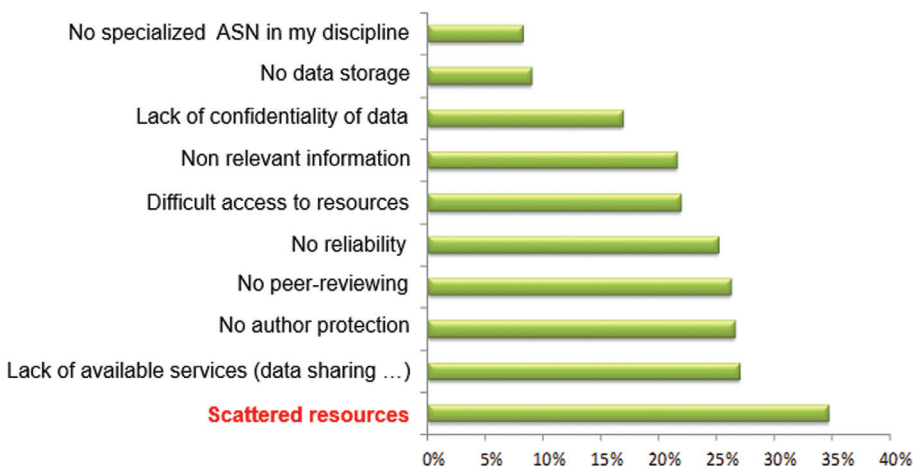 No specialized ASN in my discipline
No data storage
Lack of confidentiality of data
Non relevant information
Difficult access to resources
No reliability
No peer-reviewing
No author protection
Lack of available services (data sharing ...)
Scattered resources
0% 5% 10% 15% 20% 25% 30% 35% 40%